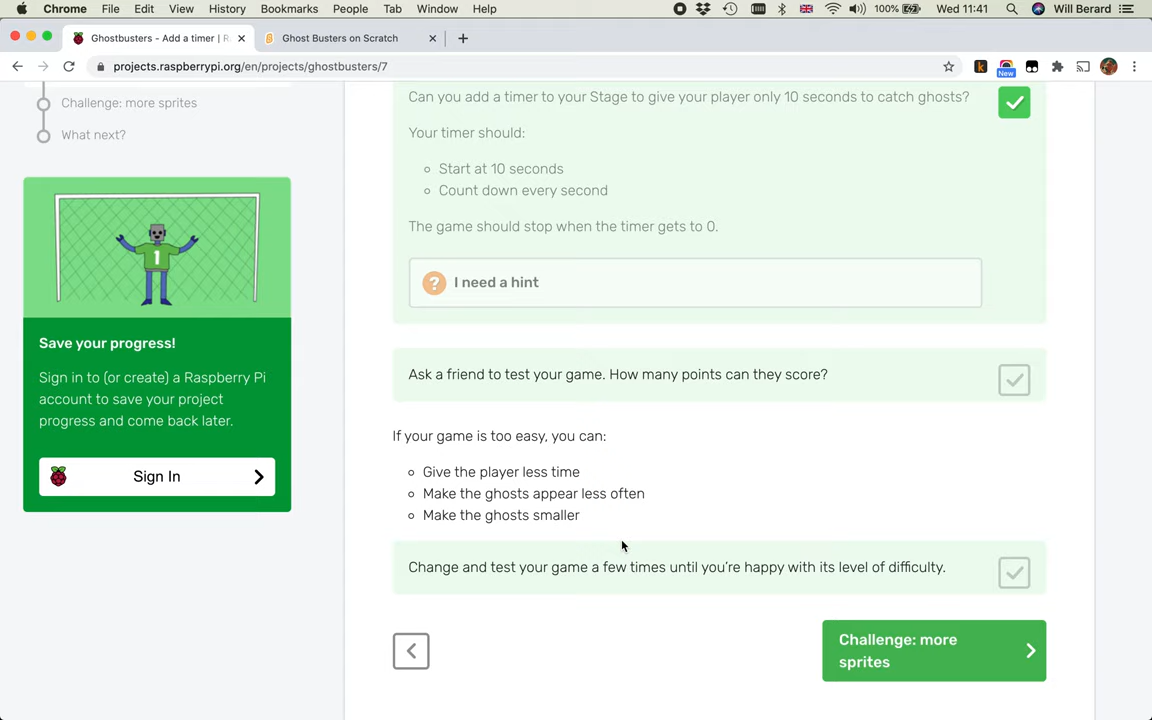 Chrome File Edit View History Bookmarks People Tab Window Help 100% Wed 11:41 Will Berard
Ghostbusters - Add a timer | R
Ghost Busters on Scratch
projects.raspberrypi.org/en/projects/ghostbusters/7
New
Challenge: more sprites
What next?
1
Save your progress!
Sign in to (or create) a Raspberry Pi
account to save your project
progress and come back later.
Sign In
Can you add a timer to your Stage to give your player only 10 seconds to catch ghosts?
Your timer should:
Start at 10 seconds
Count down every second
The game should stop when the timer gets to 0.
? I need a hint
Ask a friend to test your game. How many points can they score?
If your game is too easy, you can:
Give the player less time
Make the ghosts appear less often
Make the ghosts smaller
Change and test your game a few times until you're happy with its level of difficulty.
Challenge: more
sprites